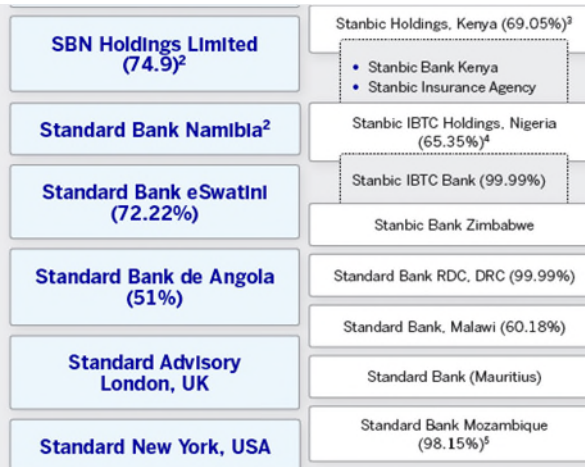 SBN Holdings Limited
(74.9)²
Standard Bank Namibia²
Standard Bank eSwatini
(72.22%)
Standard Bank de Angola
(51%)
Standard Advisory
London, UK
Standard New York, USA
Stanbic Holdings, Kenya (69.05%)³
• Stanbic Bank Kenya
• Stanbic Insurance Agency
Stanbic IBTC Holdings, Nigeria
(65.35%)⁴
Stanbic IBTC Bank (99.99%)
Stanbic Bank Zimbabwe
Standard Bank RDC, DRC (99.99%)
Standard Bank, Malawi (60.18%)
Standard Bank (Mauritius)
Standard Bank Mozambique
(98.15%)⁵